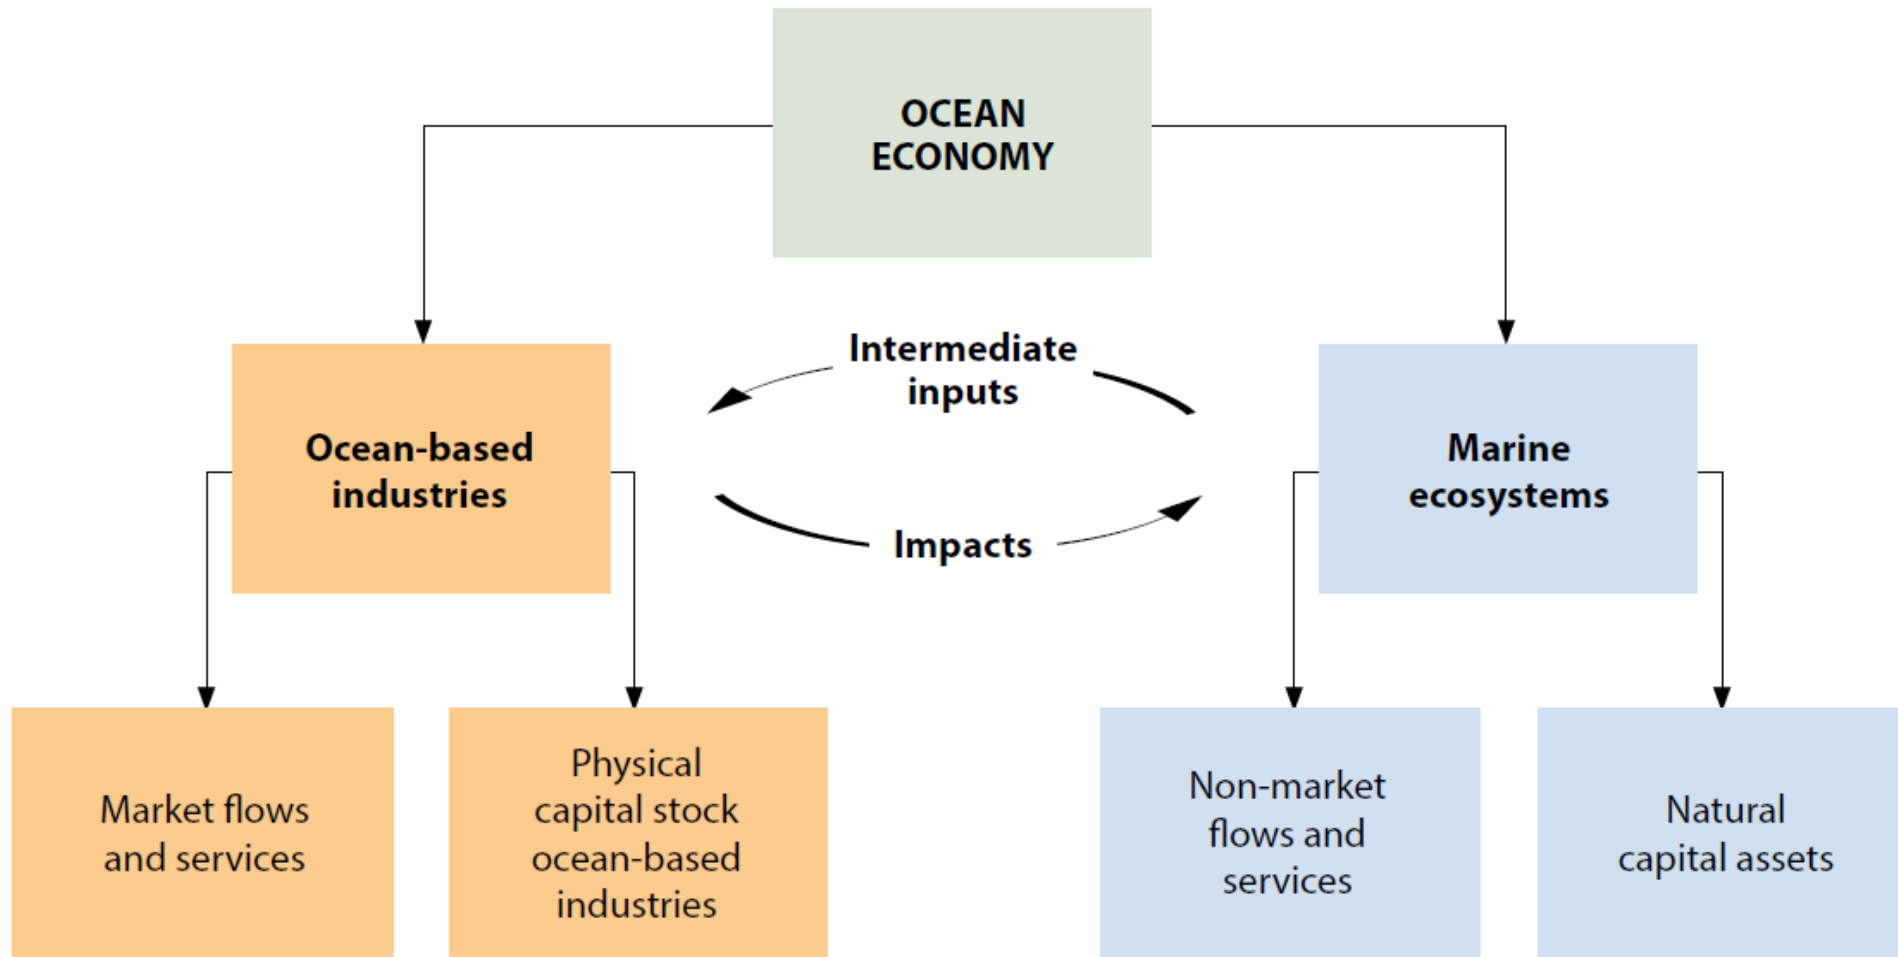 OCEAN
ECONOMY
Intermediate
inputs
Ocean-based
industries
Marine
ecosystems
Impacts
Market flows
and services
Physical
capital stock
ocean-based
industries
Non-market
flows and
services
Natural
capital assets